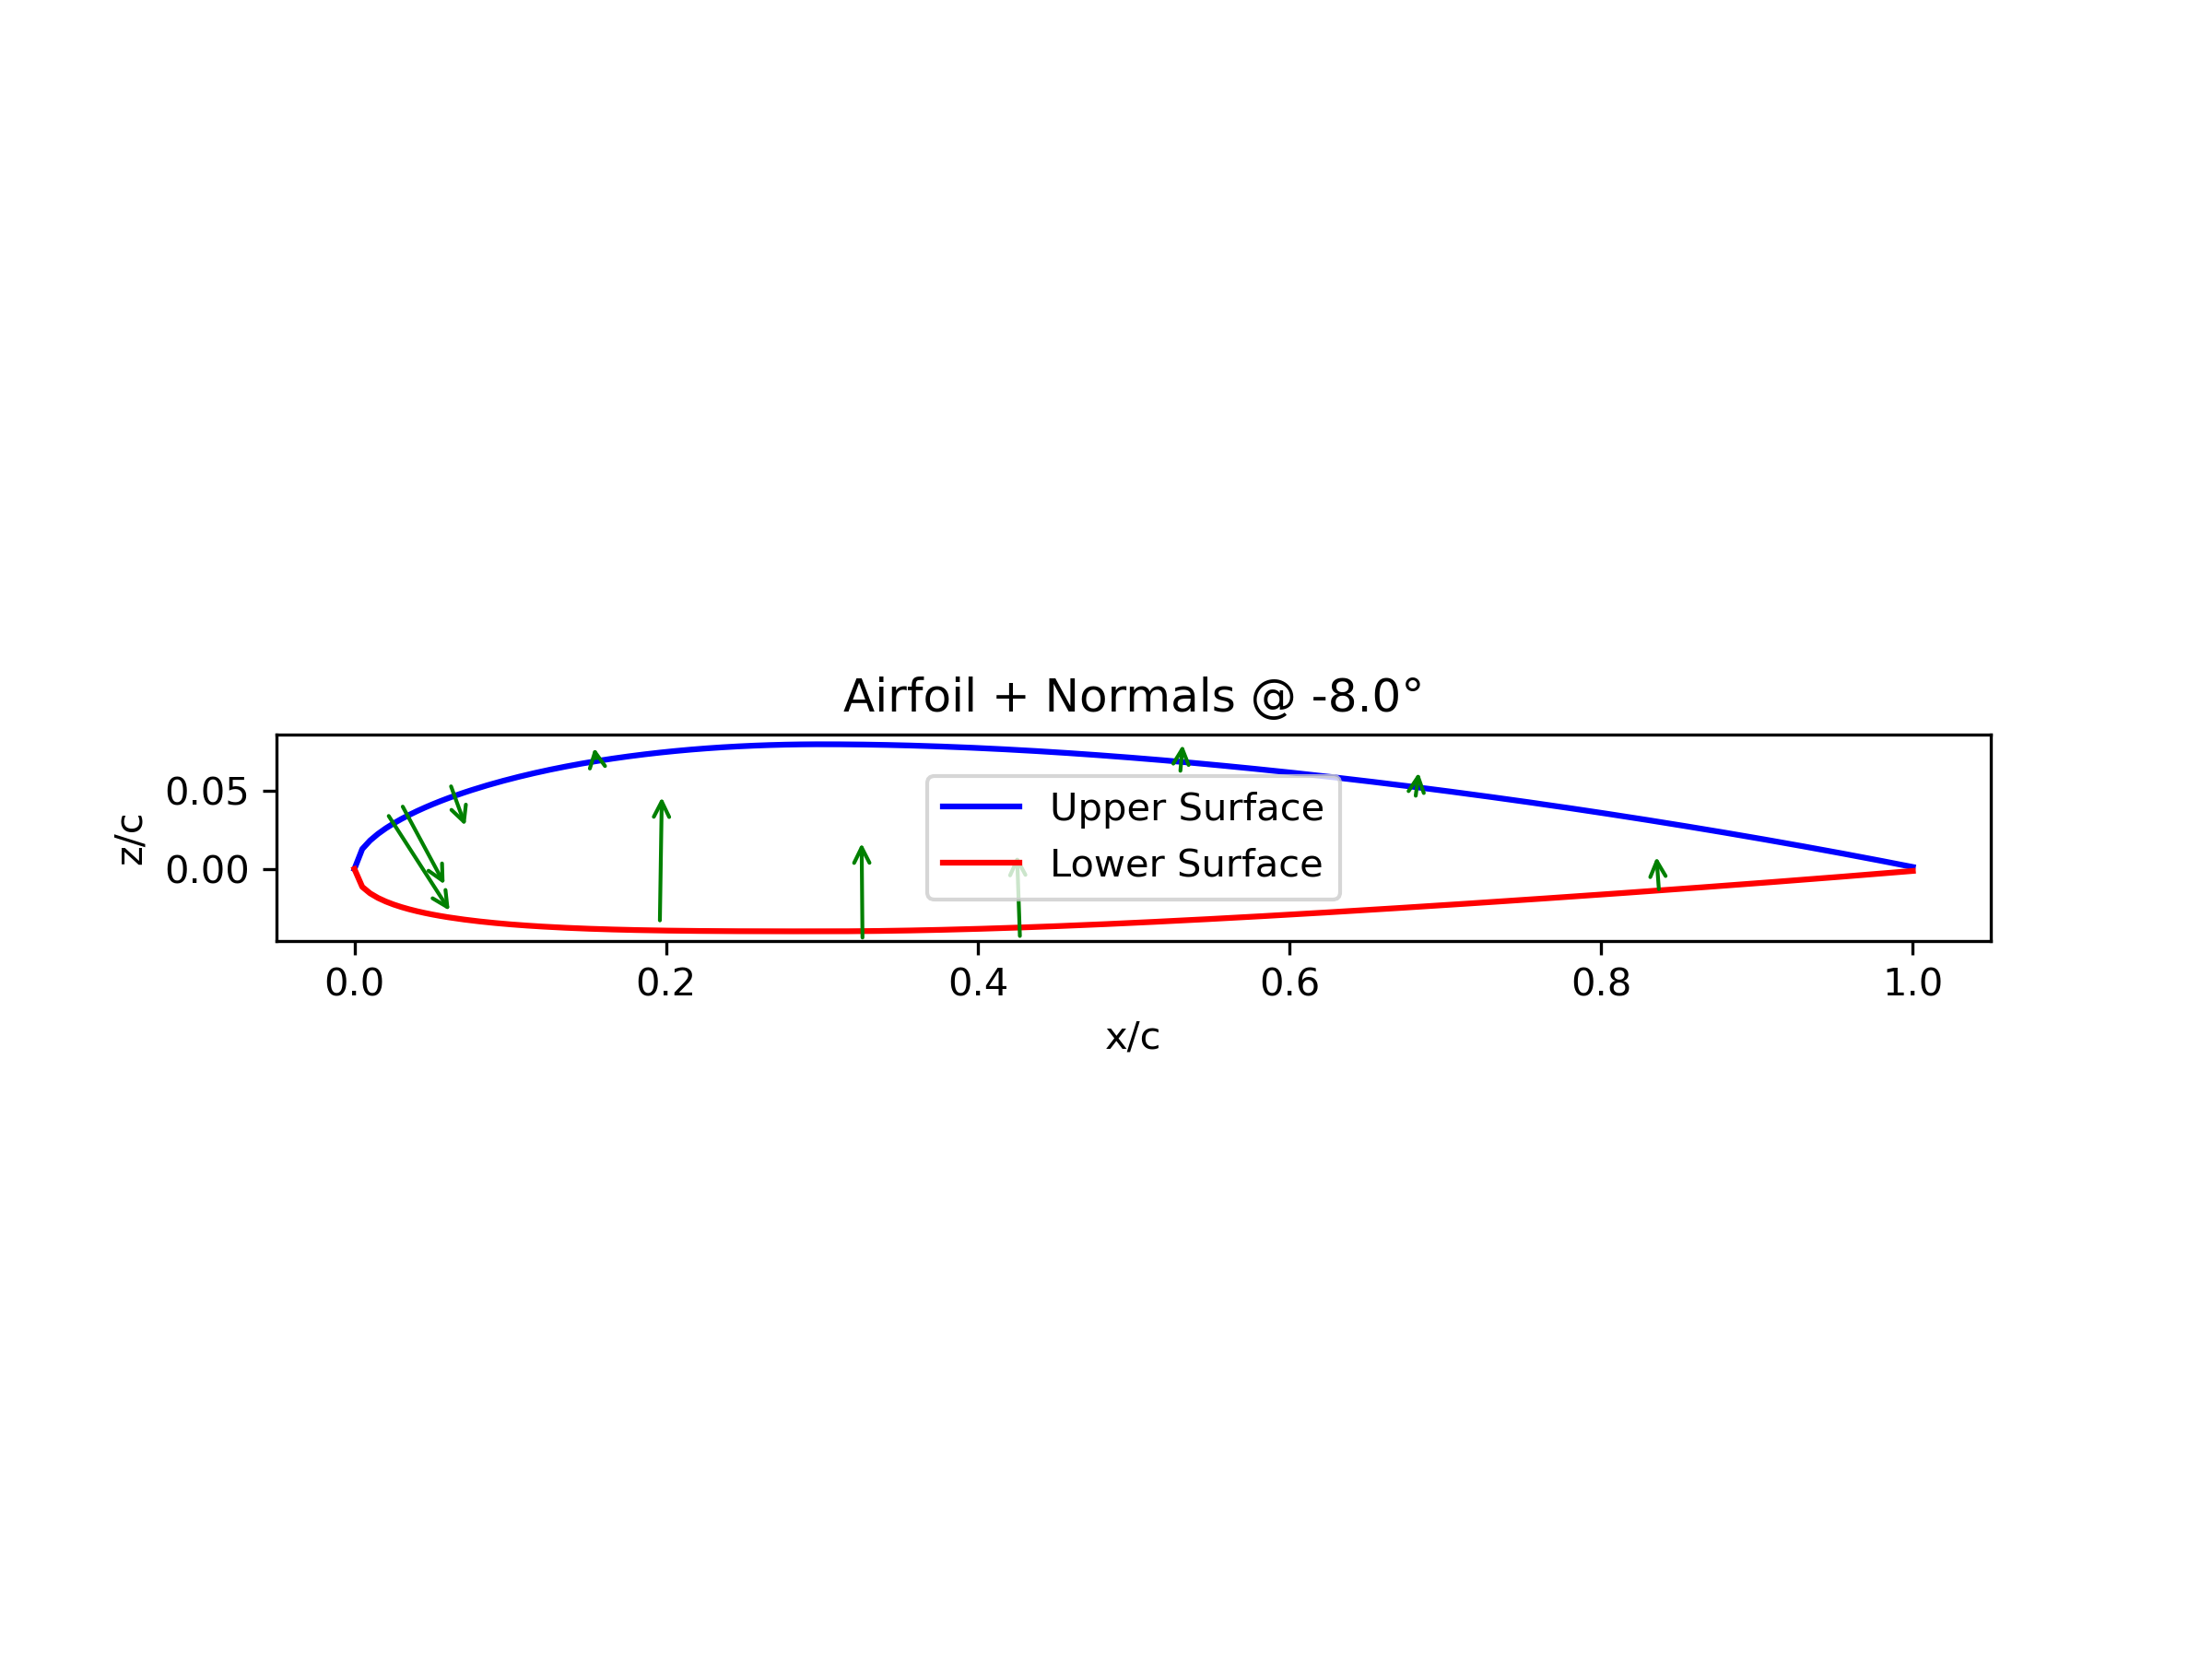 Airfoil + Normals @ -8.0°
0.05
0.00
z/c
Upper Surface
Lower Surface
0.0 0.2 0.4 0.6 0.8 1.0
x/c